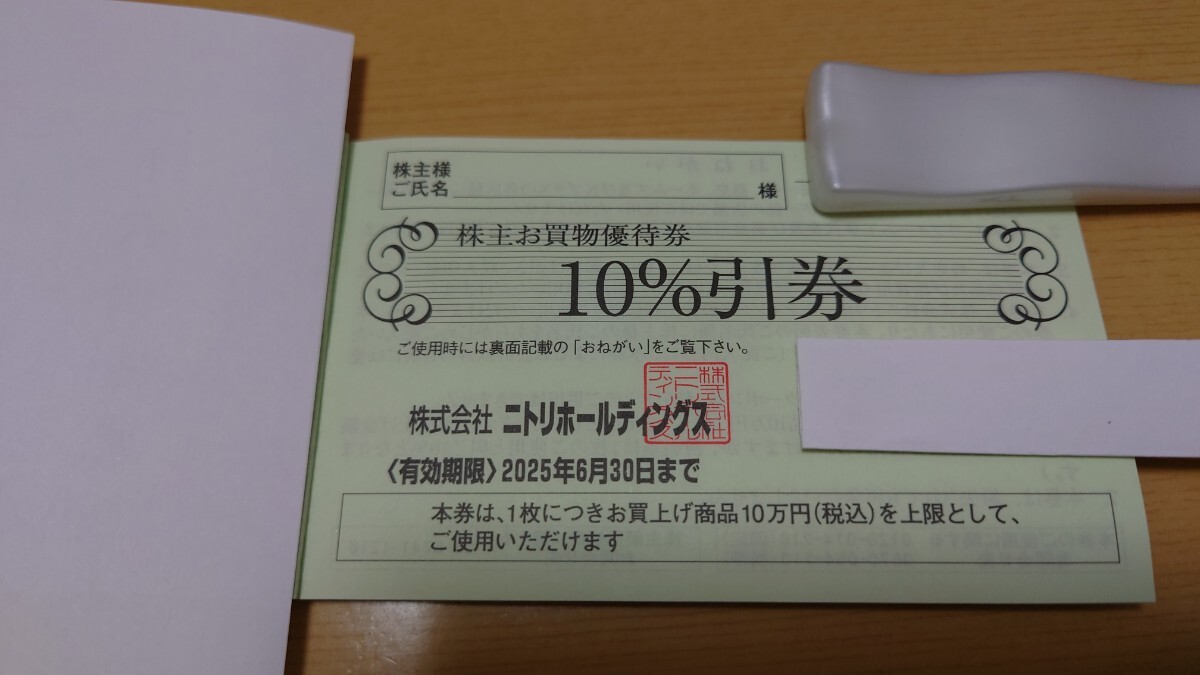 株主様
ご氏名 様
株主お買物優待券
10%引券
ご使用時には裏面記載の「おねがい」をご覧下さい。
株式会社 ニトリホールディングス
〈有効期限〉2025年6月30日まで
本券は、1枚につきお買上げ商品10万円(税込)を上限として、
ご使用いただけます